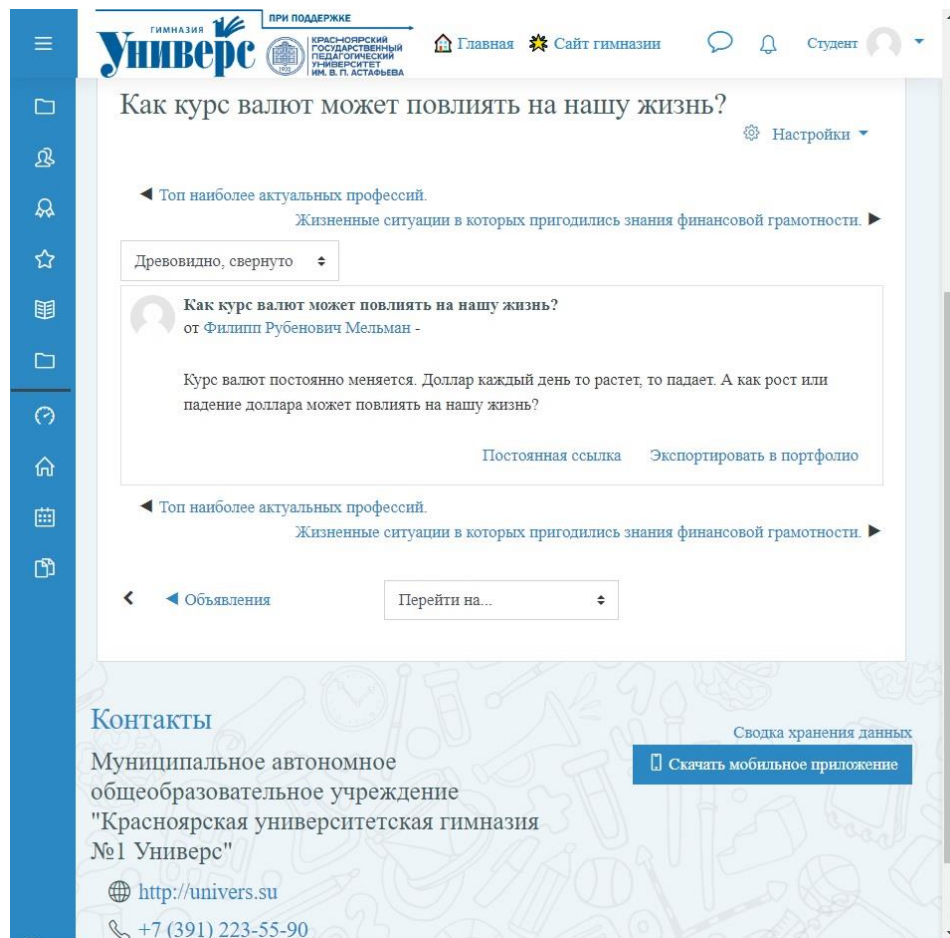 ГИМНАЗИЯ
Универс
ПРИ ПОДДЕРЖКЕ
КРАСНОЯРСКИЙ
ГОСУДАРСТВЕННЫЙ
ПЕДАГОГИЧЕСКИЙ
УНИВЕРСИТЕТ
ИМ. В. П. АСТАФЬЕВА
Главная Сайт гимназии Студент
Как курс валют может повлиять на нашу жизнь?
Настройки
Топ наиболее актуальных профессий.
Жизненные ситуации в которых пригодились знания финансовой грамотности.
Древовидно, свернуто
Как курс валют может повлиять на нашу жизнь?
от Филипп Рубенович Мельман -
Курс валют постоянно меняется. Доллар каждый день то растет, то падает. А как рост или
падение доллара может повлиять на нашу жизнь?
Постоянная ссылка Экспортировать в портфолио
Топ наиболее актуальных профессий.
Жизненные ситуации в которых пригодились знания финансовой грамотности.
Объявления Перейти на...
Контакты
Сводка хранения данных
Скачать мобильное приложение
Муниципальное автономное
общеобразовательное учреждение
"Красноярская университетская гимназия
№1 Универс"
http://univers.su
+7 (391) 223-55-90